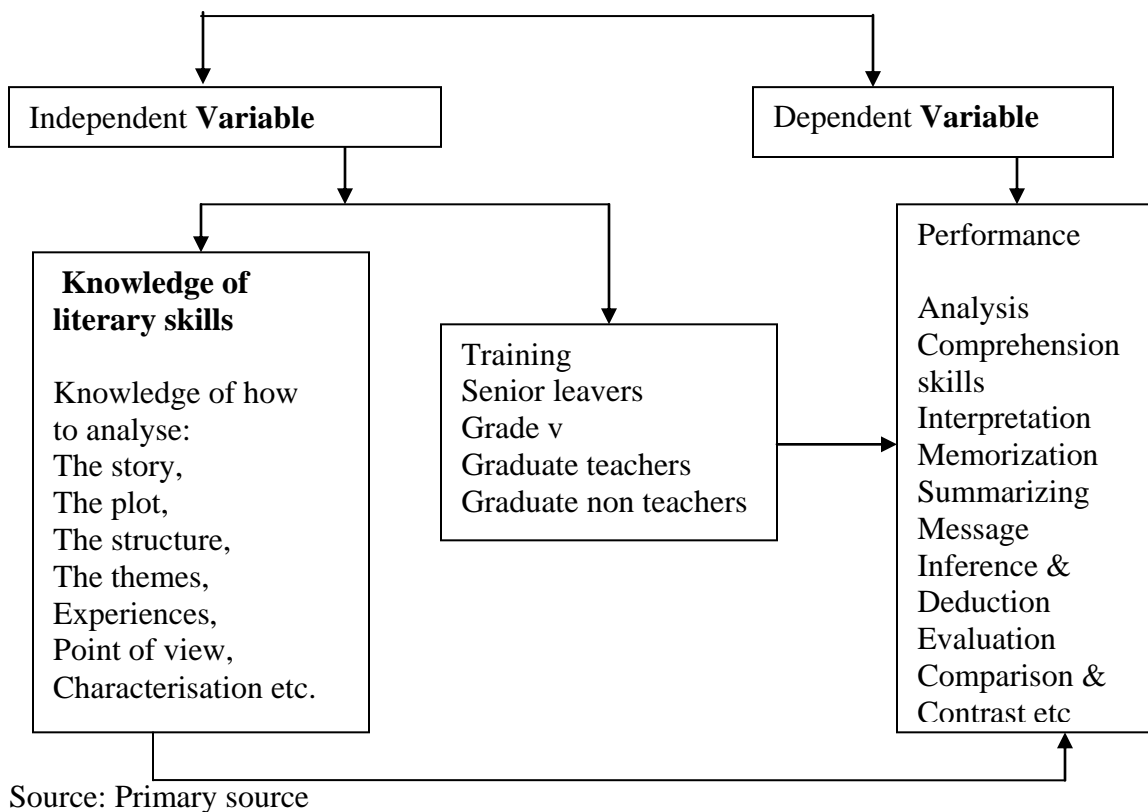 Independent Variable
Dependent Variable
Knowledge of
literary skills
Knowledge of how
to analyse:
The story,
The plot,
The structure,
The themes,
Experiences,
Point of view,
Characterisation etc.
Training
Senior leavers
Grade v
Graduate teachers
Graduate non teachers
Performance
Analysis
Comprehension
skills
Interpretation
Memorization
Summarizing
Message
Inference &
Deduction
Evaluation
Comparison &
Contrast etc
Source: Primary source